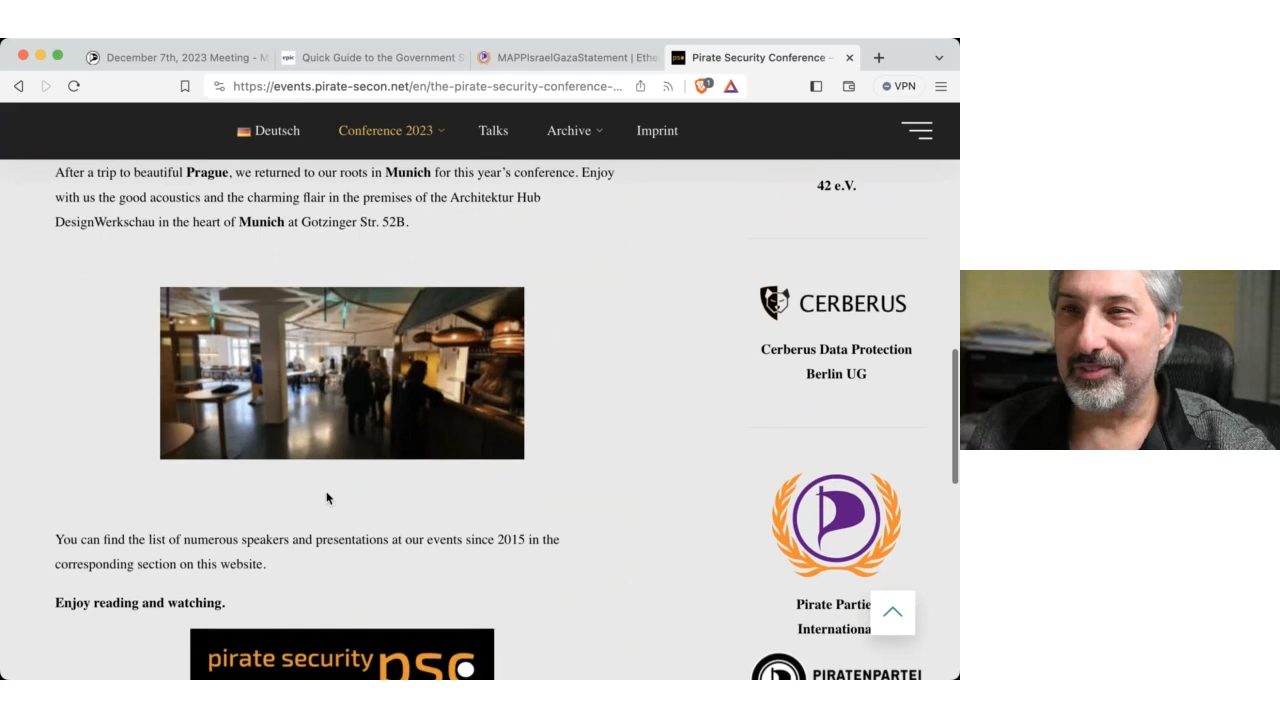 December 7th, 2023 Meeting - M
epic Quick Guide to the Government S
MAPPIsraelGazaStatement | Ethe
Pirate Security Conference –
https://events.pirate-secon.net/en/the-pirate-security-conference-...
1
VPN
Deutsch
Conference 2023
Talks
Archive
Imprint
After a trip to beautiful Prague, we returned to our roots in Munich for this year’s conference. Enjoy
with us the good acoustics and the charming flair in the premises of the Architektur Hub
DesignWerkschau in the heart of Munich at Gotzinger Str. 52B.
You can find the list of numerous speakers and presentations at our events since 2015 in the
corresponding section on this website.
Enjoy reading and watching.
pirate security psc
42 e.V.
CERBERUS
Cerberus Data Protection
Berlin UG
Pirate Partie
Internationa
PIRATENPARTEI